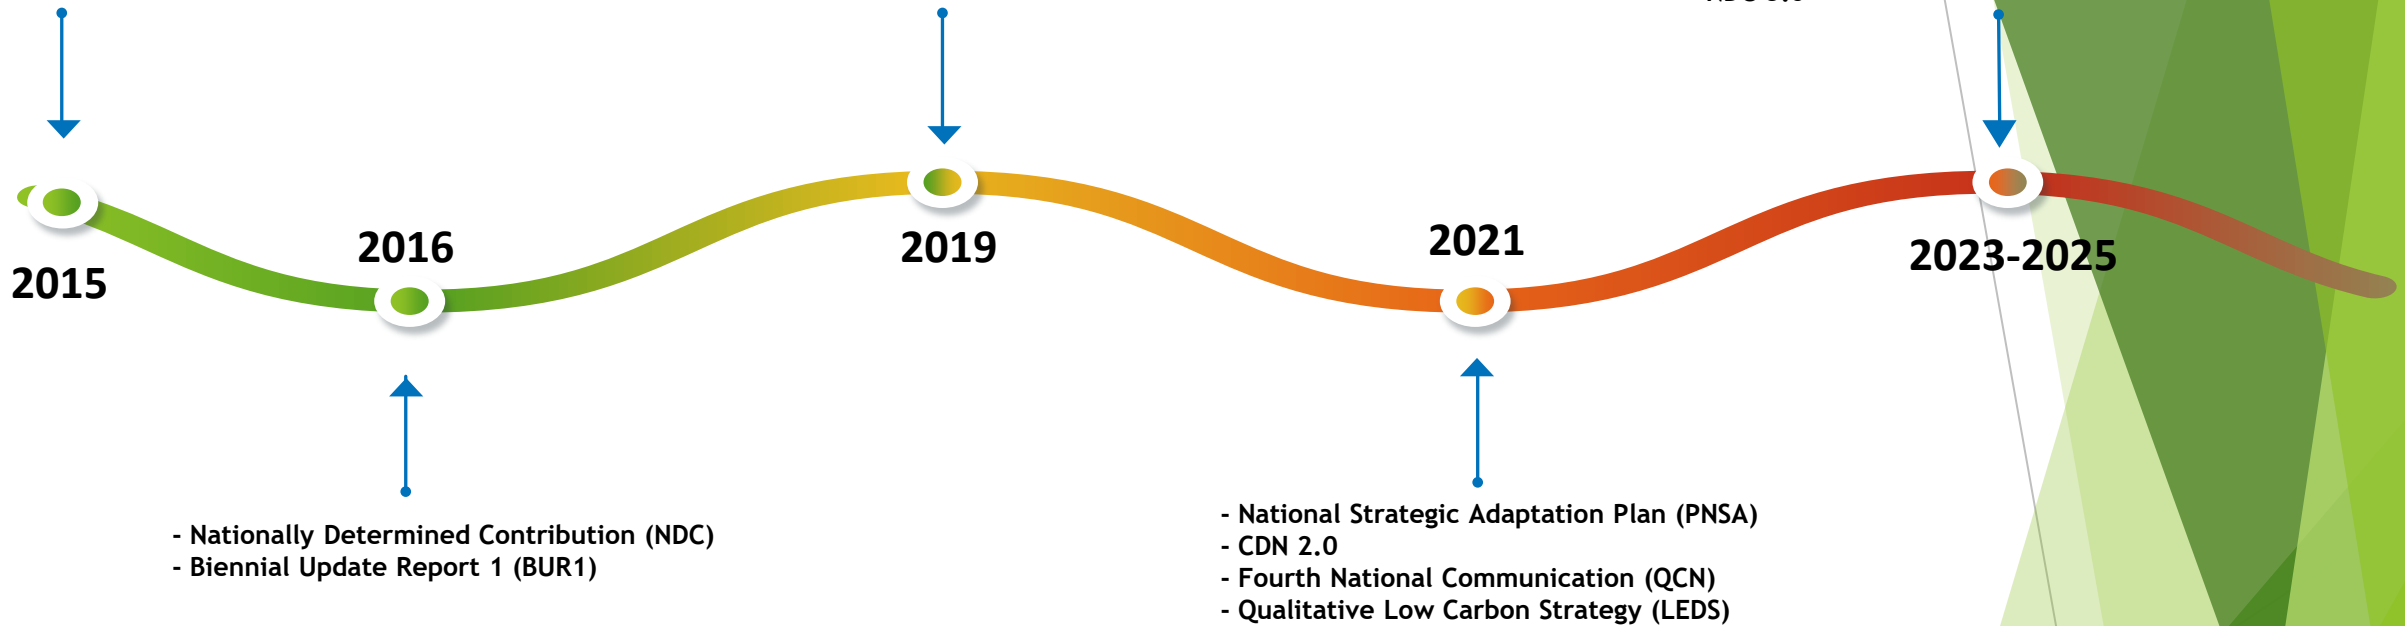 2015
2016
2019
2021
2023-2025
- Nationally Determined Contribution (NDC)
- Biennial Update Report 1 (BUR1)
- National Strategic Adaptation Plan (PNSA)
- CDN 2.0
- Fourth National Communication (QCN)
- Qualitative Low Carbon Strategy (LEDS)